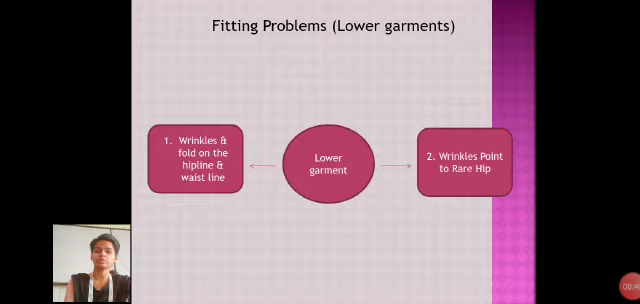 Fitting Problems (Lower garments)
1. Wrinkles &
fold on the
hipline &
waist line
Lower
garment
2. Wrinkles Point
to Rare Hip